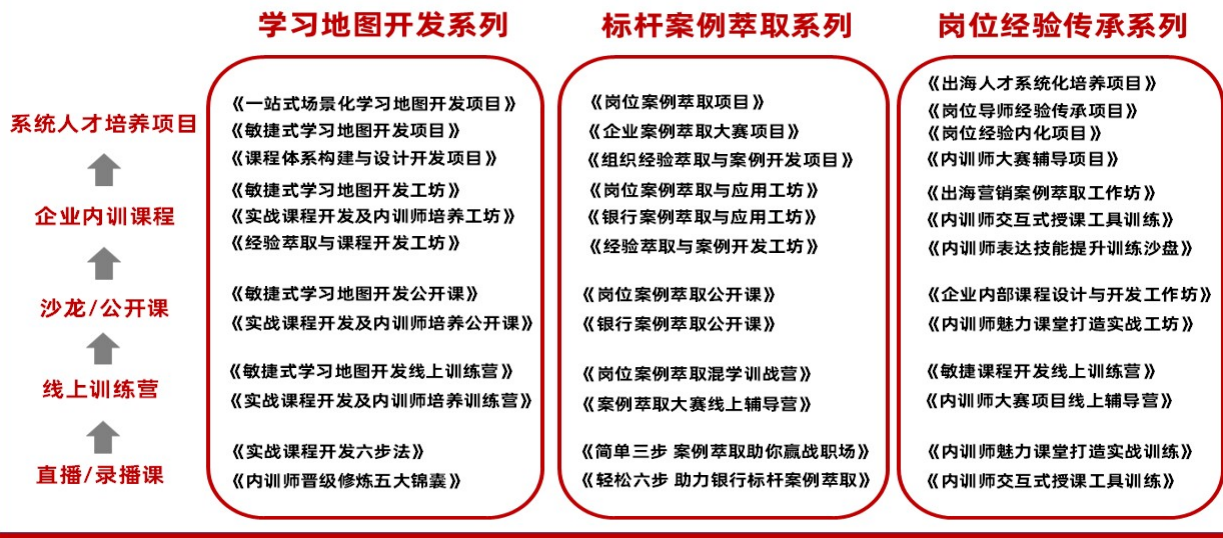 学习地图开发系列
标杆案例萃取系列
岗位经验传承系列
系统人才培养项目
《一站式场景化学习地图开发项目》
《敏捷式学习地图开发项目》
《课程体系构建与设计开发项目》
《岗位案例萃取项目》
《企业案例萃取大赛项目》
《组织经验萃取与案例开发项目》
《出海人才系统化培养项目》
《岗位导师经验传承项目》
《岗位经验内化项目》
《内训师大赛辅导项目》
企业内训课程
《敏捷式学习地图开发工坊》
《实战课程开发及内训师培养工坊》
《经验萃取与课程开发工坊》
《岗位案例萃取与应用工坊》
《银行案例萃取与应用工坊》
《经验萃取与案例开发工坊》
《出海营销案例萃取工作坊》
《内训师交互式授课工具训练》
《内训师表达技能提升训练沙盘》
沙龙/公开课
《敏捷式学习地图开发公开课》
《实战课程开发及内训师培养公开课》
《岗位案例萃取公开课》
《银行案例萃取公开课》
《企业内部课程设计与开发工作坊》
《内训师魅力课堂打造实战工坊》
线上训练营
《敏捷式学习地图开发线上训练营》
《实战课程开发及内训师培养训练营》
《岗位案例萃取混学训战营》
《案例萃取大赛线上辅导营》
《敏捷课程开发线上训练营》
《内训师大赛项目线上辅导营》
直播/录播课
《实战课程开发六步法》
《内训师晋级修炼五大锦囊》
《简单三步 案例萃取助你赢战职场》
《轻松六步 助力银行标杆案例萃取》
《内训师魅力课堂打造实战训练》
《内训师交互式授课工具训练》